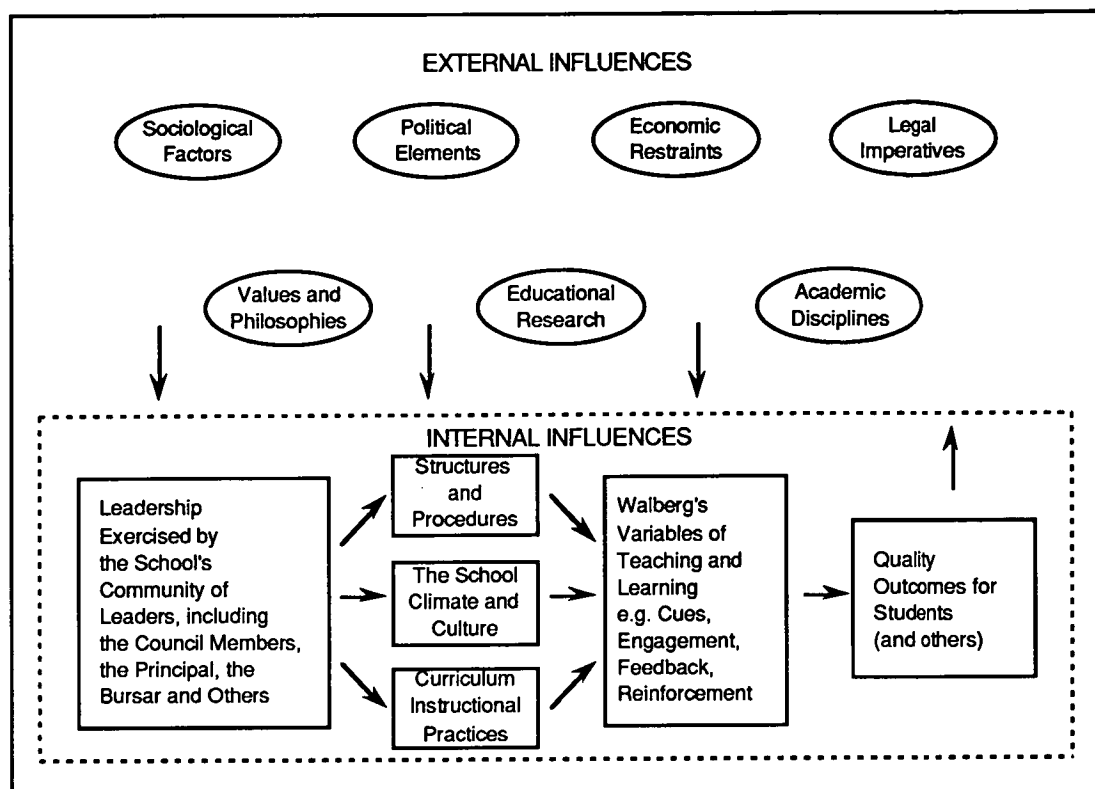 EXTERNAL INFLUENCES
Sociological
Factors
Political
Elements
Economic
Restraints
Legal
Imperatives
Values and
Philosophies
Educational
Research
Academic
Disciplines
INTERNAL INFLUENCES
Leadership
Exercised by
the School's
Community of
Leaders, including
the Council Members,
the Principal, the
Bursar and Others
Structures
and
Procedures
The School
Climate and
Culture
Curriculum
Instructional
Practices
Walberg's
Variables of
Teaching and
Learning
e.g. Cues,
Engagement,
Feedback,
Reinforcement
Quality
Outcomes for
Students
(and others)